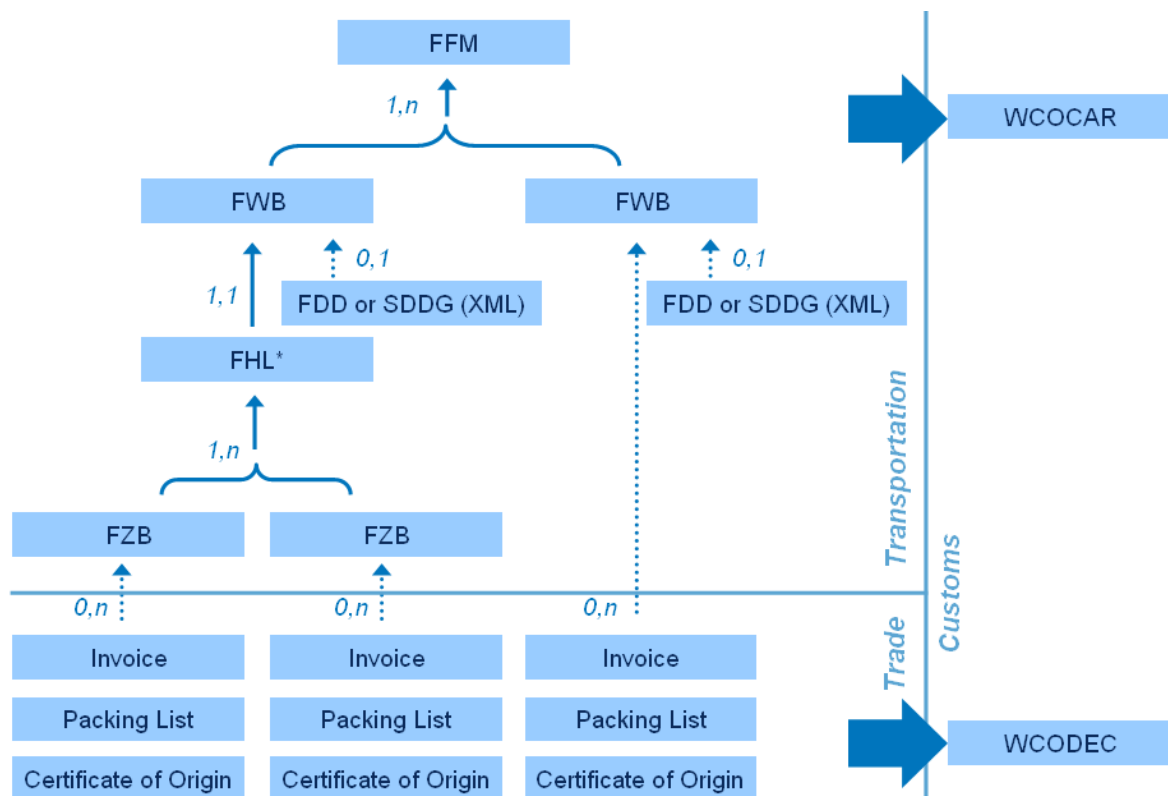 FFM
1,n
WCOCAR
FWB
FWB
0,1
0,1
1,1
FDD or SDDG (XML)
FDD or SDDG (XML)
FHL*
Transportation
1,n
FZB
FZB
Customs
0,n
0,n
0,n
Trade
Invoice
Invoice
Invoice
Packing List
Packing List
Packing List
WCODEC
Certificate of Origin
Certificate of Origin
Certificate of Origin